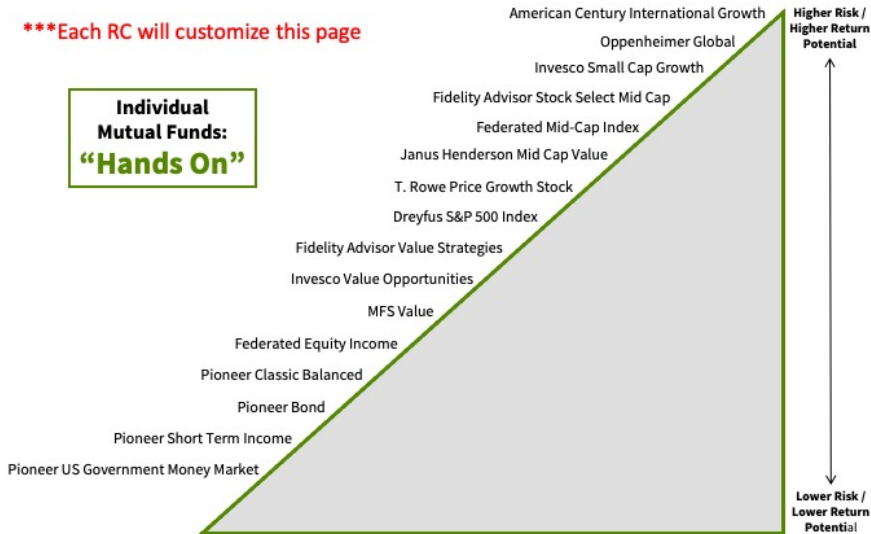 ***Each RC will customize this page
Individual
Mutual Funds:
“Hands On”
American Century International Growth
Oppenheimer Global
Invesco Small Cap Growth
Fidelity Advisor Stock Select Mid Cap
Federated Mid-Cap Index
Janus Henderson Mid Cap Value
T. Rowe Price Growth Stock
Dreyfus S&P 500 Index
Fidelity Advisor Value Strategies
Invesco Value Opportunities
MFS Value
Federated Equity Income
Pioneer Classic Balanced
Pioneer Bond
Pioneer Short Term Income
Pioneer US Government Money Market
Higher Risk /
Higher Return
Potential
Lower Risk /
Lower Return
Potential